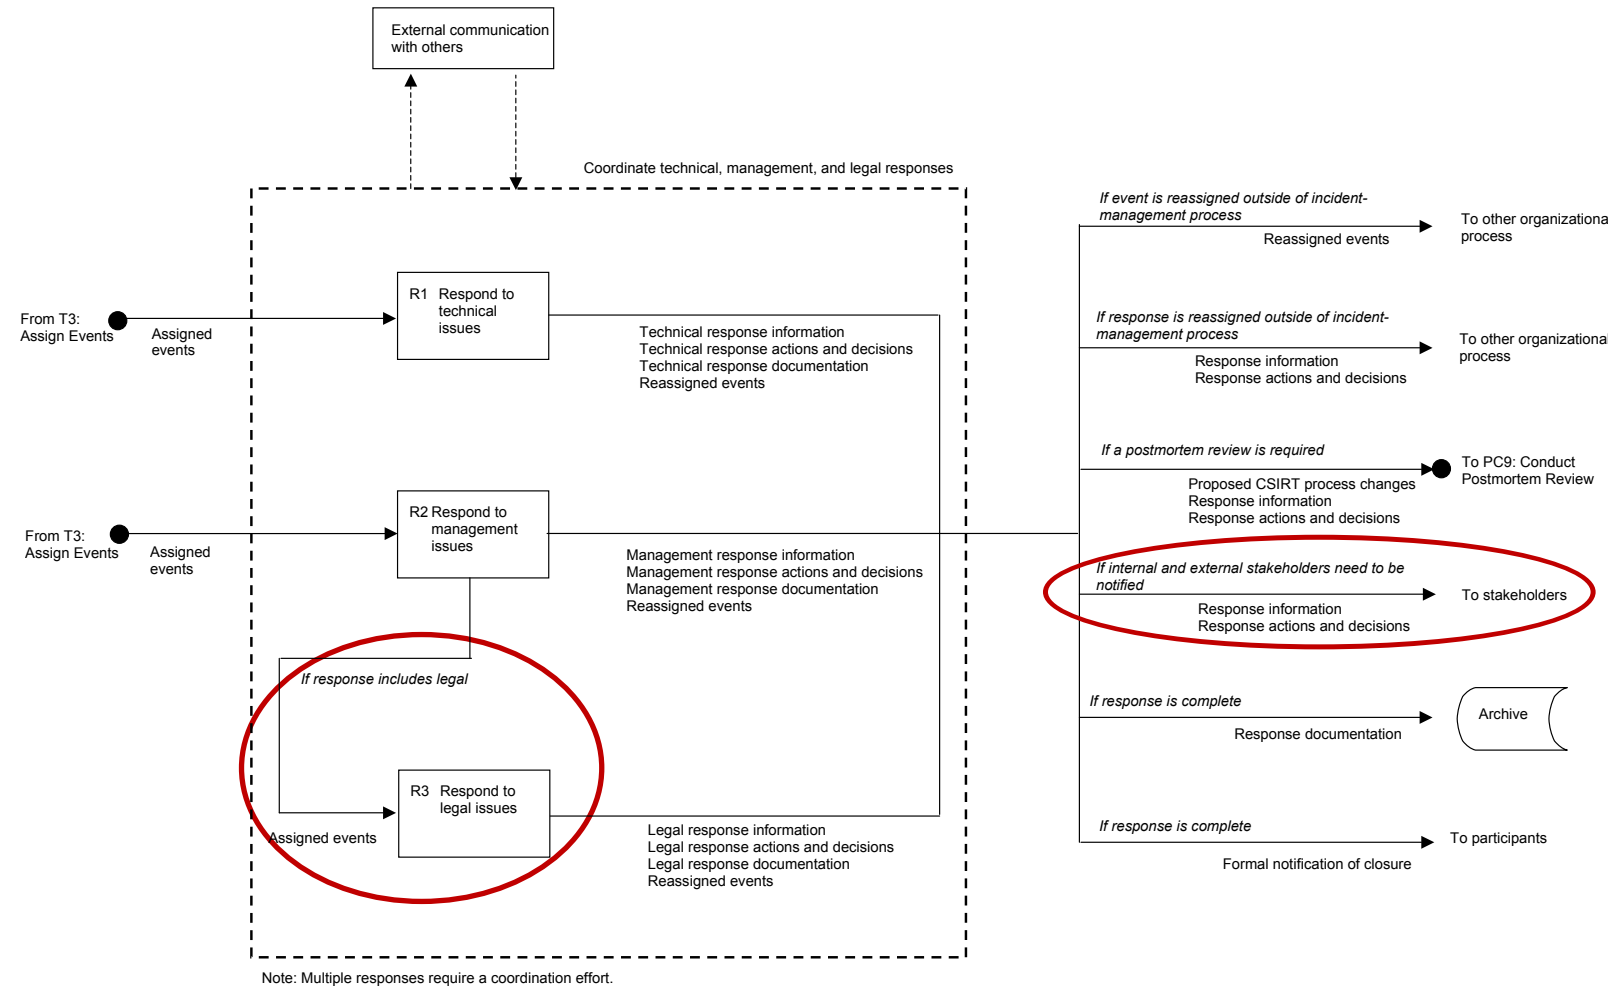 External communication
with others
Coordinate technical, management, and legal responses
From T3:
Assign Events
Assigned
events
R1 Respond to
technical
issues
Technical response information
Technical response actions and decisions
Technical response documentation
Reassigned events
From T3:
Assign Events
Assigned
events
R2 Respond to
management
issues
Management response information
Management response actions and decisions
Management response documentation
Reassigned events
If response includes legal
Assigned events
R3 Respond to
legal issues
Legal response information
Legal response actions and decisions
Legal response documentation
Reassigned events
Note: Multiple responses require a coordination effort.
If event is reassigned outside of incident-
management process
Reassigned events
To other organizationa
process
If response is reassigned outside of incident-
management process
Response information
Response actions and decisions
To other organizational
process
If a postmortem review is required
Proposed CSIRT process changes
Response information
Response actions and decisions
To PC9: Conduct
Postmortem Review
If internal and external stakeholders need to be
notified
Response information
Response actions and decisions
To stakeholders
If response is complete
Response documentation
Archive
If response is complete
Formal notification of closure
To participants